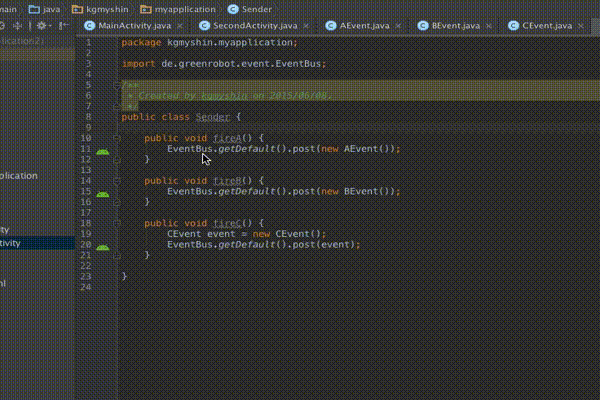 main java kgmyshin myapplication Sender
MainActivity.java SecondActivity.java AEvent.java BEvent.java CEvent.java
plication2)
1 package kgmyshin.myapplication;
2
3 import de.greenrobot.event.EventBus;
4
5 /**
6 * Created by kgmyshin on 2015/06/08.
7 */
8 public class Sender {
9
10 public void fireA() {
11 EventBus.getDefault().post(new AEvent());
12 }
13
14 public void fireB() {
15 EventBus.getDefault().post(new BEvent());
16 }
17
18 public void fireC() {
19 CEvent event = new CEvent();
20 EventBus.getDefault().post(event);
21 }
22
23 }
24
plication
ty
tivity
ml